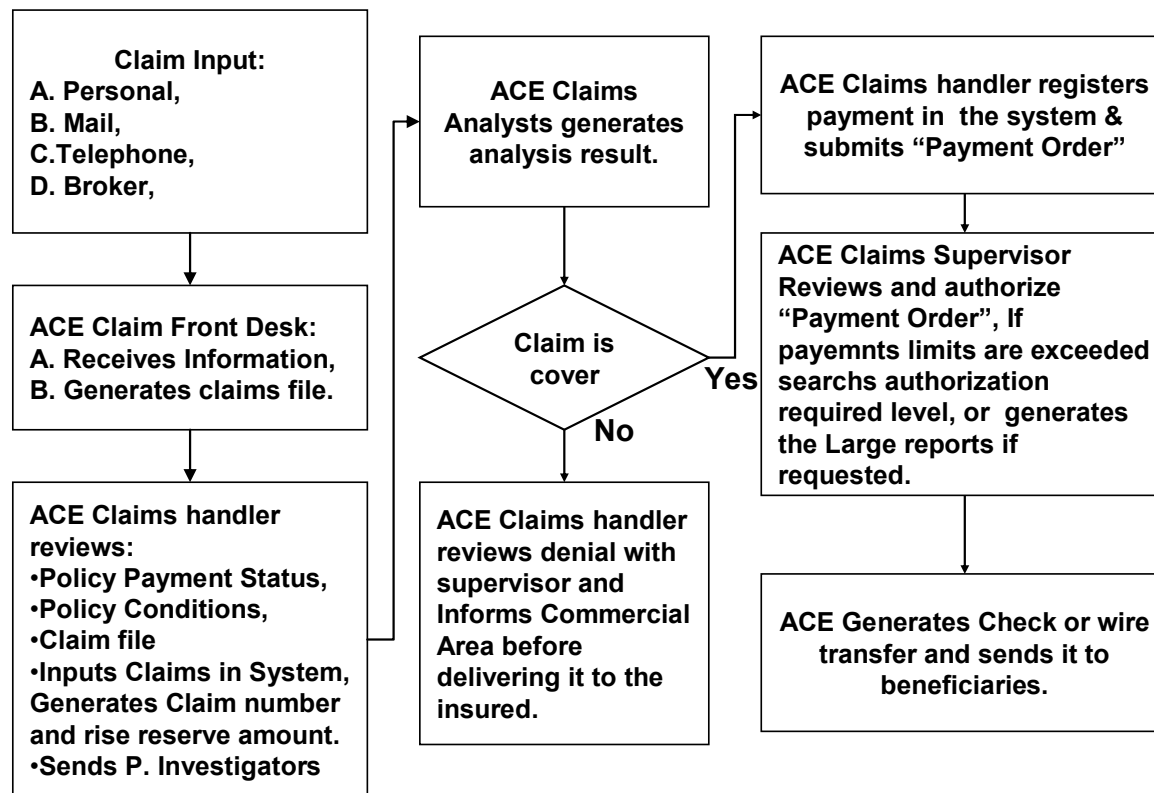 Claim Input:
A. Personal,
B. Mail,
C.Telephone,
D. Broker,
ACE Claim Front Desk:
A. Receives Information,
B. Generates claims file.
ACE Claims handler
reviews:
•Policy Payment Status,
•Policy Conditions,
•Claim file
•Inputs Claims in System,
Generates Claim number
and rise reserve amount.
•Sends P. Investigators
ACE Claims
Analysts generates
analysis result.
Claim is
cover
Yes
No
ACE Claims handler
reviews denial with
supervisor and
Informs Commercial
Area before
delivering it to the
insured.
ACE Claims handler registers
payment in the system &
submits “Payment Order”
ACE Claims Supervisor
Reviews and authorize
“Payment Order”, If
payemnts limits are exceeded
searchs authorization
required level, or generates
the Large reports if
requested.
ACE Generates Check or wire
transfer and sends it to
beneficiaries.